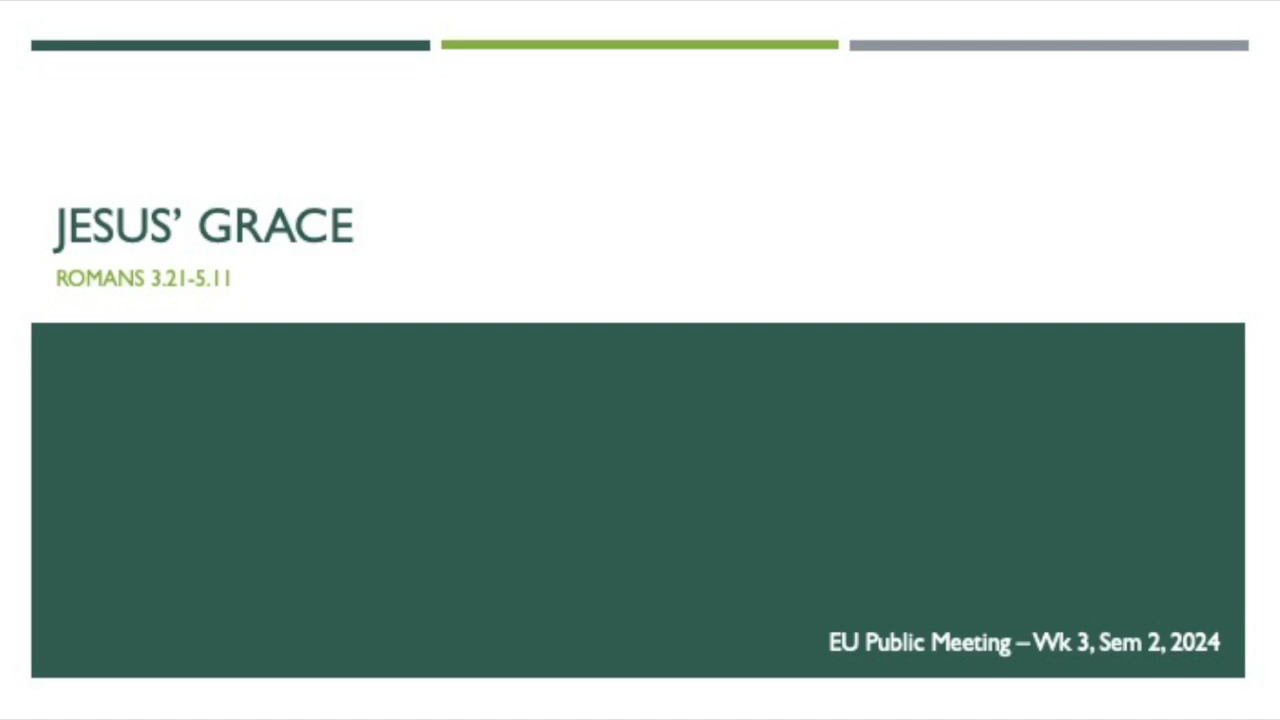 JESUS’ GRACE
ROMANS 3.21-5.11
EU Public Meeting – Wk 3, Sem 2, 2024